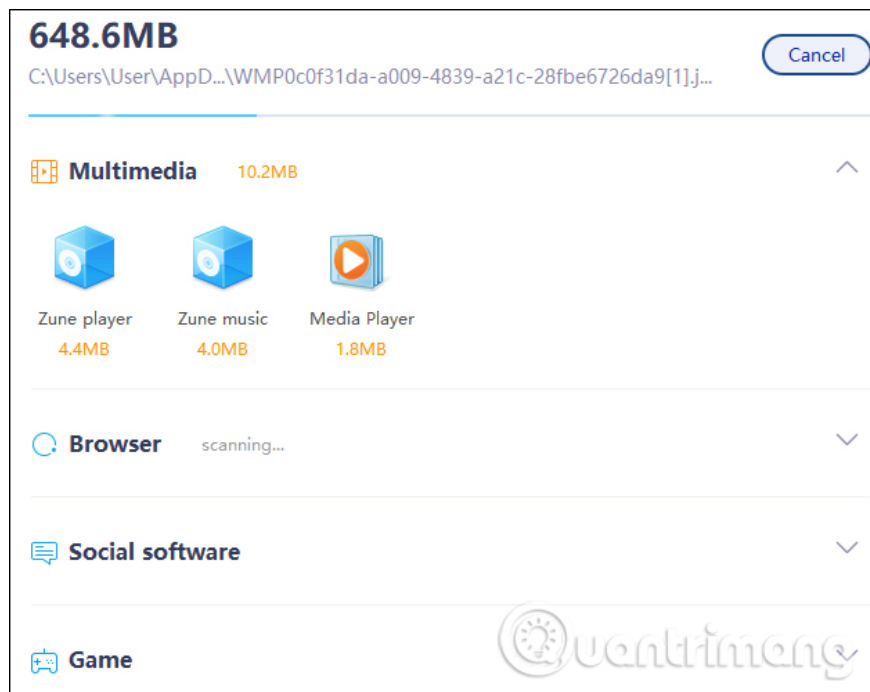 648.6MB
Cancel
C:\Users\User\AppD...\WMP0c0f31da-a009-4839-a21c-28fbe6726da9[1].j...
Multimedia 10.2MB
Zune player Zune music Media Player
4.4MB 4.0MB 1.8MB
Browser scanning...
Social software
Game
Quantrimang